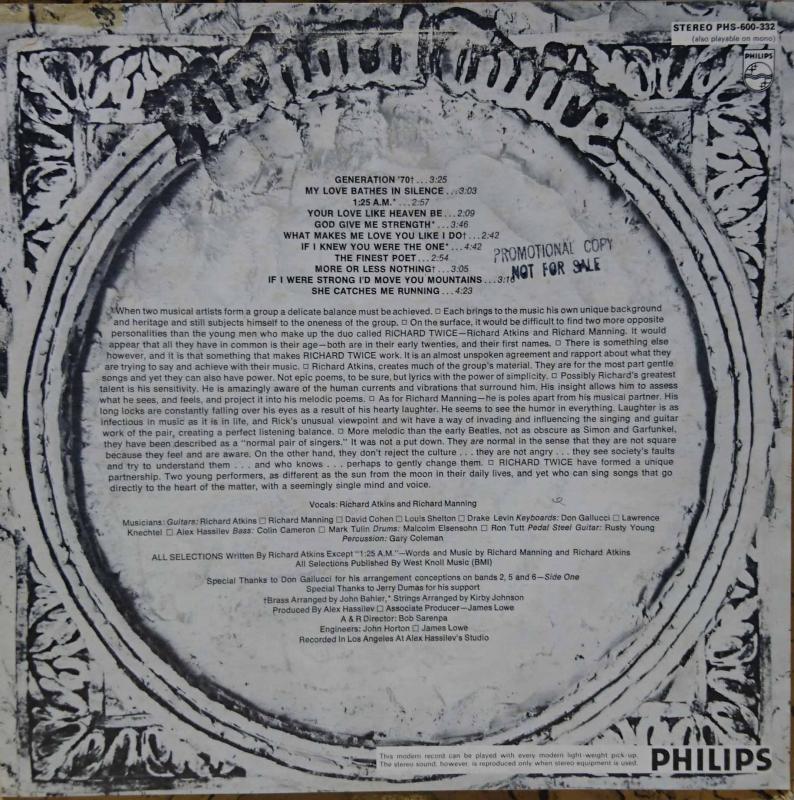 STEREO PHS-600-332
(also playable on mono)
PHILIPS
richard twice
GENERATION '70† ... 3:25
MY LOVE BATHES IN SILENCE ... 3:03
1:25 A.M.* ... 2:57
YOUR LOVE LIKE HEAVEN BE ... 2:09
GOD GIVE ME STRENGTH* ... 3:46
WHAT MAKES ME LOVE YOU LIKE I DO† ... 2:42
IF I KNEW YOU WERE THE ONE* ... 4:42
THE FINEST POET ... 2:54
MORE OR LESS NOTHING† ... 3:05
IF I WERE STRONG I'D MOVE YOU MOUNTAINS ... 3:16
SHE CATCHES ME RUNNING ... 4:23
PROMOTIONAL COPY
NOT FOR SALE
When two musical artists form a group a delicate balance must be achieved. □ Each brings to the music his own unique background
and heritage and still subjects himself to the oneness of the group. □ On the surface, it would be difficult to find two more opposite
personalities than the young men who make up the duo called RICHARD TWICE—Richard Atkins and Richard Manning. It would
appear that all they have in common is their age—both are in their early twenties, and their first names. □ There is something else
however, and it is that something that makes RICHARD TWICE work. It is an almost unspoken agreement and rapport about what they
are trying to say and achieve with their music. □ Richard Atkins, creates much of the group's material. They are for the most part gentle
songs and yet they can also have power. Not epic poems, to be sure, but lyrics with the power of simplicity. □ Possibly Richard's greatest
talent is his sensitivity. He is amazingly aware of the human currents and vibrations that surround him. His insight allows him to assess
what he sees, and feels, and project it into his melodic poems. □ As for Richard Manning—he is poles apart from his musical partner. His
long locks are constantly falling over his eyes as a result of his hearty laughter. He seems to see the humor in everything. Laughter is as
infectious in music as it is in life, and Rick's unusual viewpoint and wit have a way of invading and influencing the singing and guitar
work of the pair, creating a perfect listening balance. □ More melodic than the early Beatles, not as obscure as Simon and Garfunkel,
they have been described as a "normal pair of singers." It was not a put down. They are normal in the sense that they are not square
because they feel and are aware. On the other hand, they don't reject the culture . . . they are not angry . . . they see society's faults
and try to understand them . . . and who knows . . . perhaps to gently change them. □ RICHARD TWICE have formed a unique
partnership. Two young performers, as different as the sun from the moon in their daily lives, and yet who can sing songs that go
directly to the heart of the matter, with a seemingly single mind and voice.
Vocals: Richard Atkins and Richard Manning
Musicians: Guitars: Richard Atkins □ Richard Manning □ David Cohen □ Louis Shelton □ Drake Levin Keyboards: Don Gallucci □ Lawrence
Knechtel □ Alex Hassilev Bass: Colin Cameron □ Mark Tulin Drums: Malcolm Elsensohn □ Ron Tutt Pedal Steel Guitar: Rusty Young
Percussion: Gary Coleman
ALL SELECTIONS Written By Richard Atkins Except "1:25 A.M."—Words and Music by Richard Manning and Richard Atkins
All Selections Published By West Knoll Music (BMI)
Special Thanks to Don Gallucci for his arrangement conceptions on bands 2, 5 and 6—Side One
Special Thanks to Jerry Dumas for his support
†Brass Arranged by John Bahler,* Strings Arranged by Kirby Johnson
Produced By Alex Hassilev □ Associate Producer—James Lowe
A & R Director: Bob Sarenpa
Engineers: John Horton □ James Lowe
Recorded In Los Angeles At Alex Hassilev's Studio
This modern record can be played with every modern light-weight pick-up.
The stereo sound, however, is reproduced only when stereo equipment is used.
PHILIPS